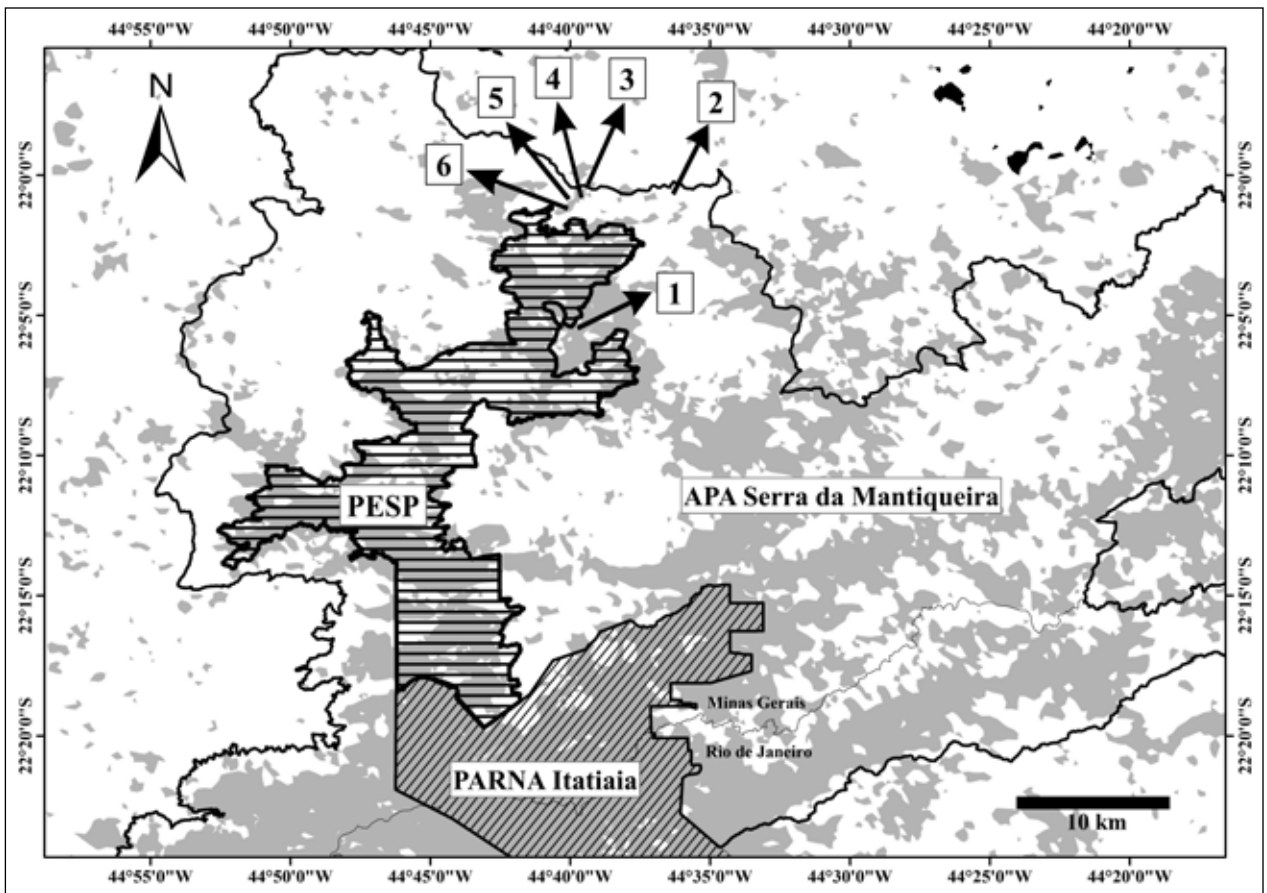 44°55'0"W 44°50'0"W 44°45'0"W 44°40'0"W 44°35'0"W 44°30'0"W 44°25'0"W 44°20'0"W
N
5
4
3
2
6
22°0'0"S 22°0'0"S
1
22°5'0"S 22°5'0"S
22°10'0"S 22°10'0"S
PESP
APA Serra da Mantiqueira
22°15'0"S 22°15'0"S
Minas Gerais
22°20'0"S 22°20'0"S
Rio de Janeiro
PARNA Itatiaia
10 km
44°55'0"W 44°50'0"W 44°45'0"W 44°40'0"W 44°35'0"W 44°30'0"W 44°25'0"W 44°20'0"W